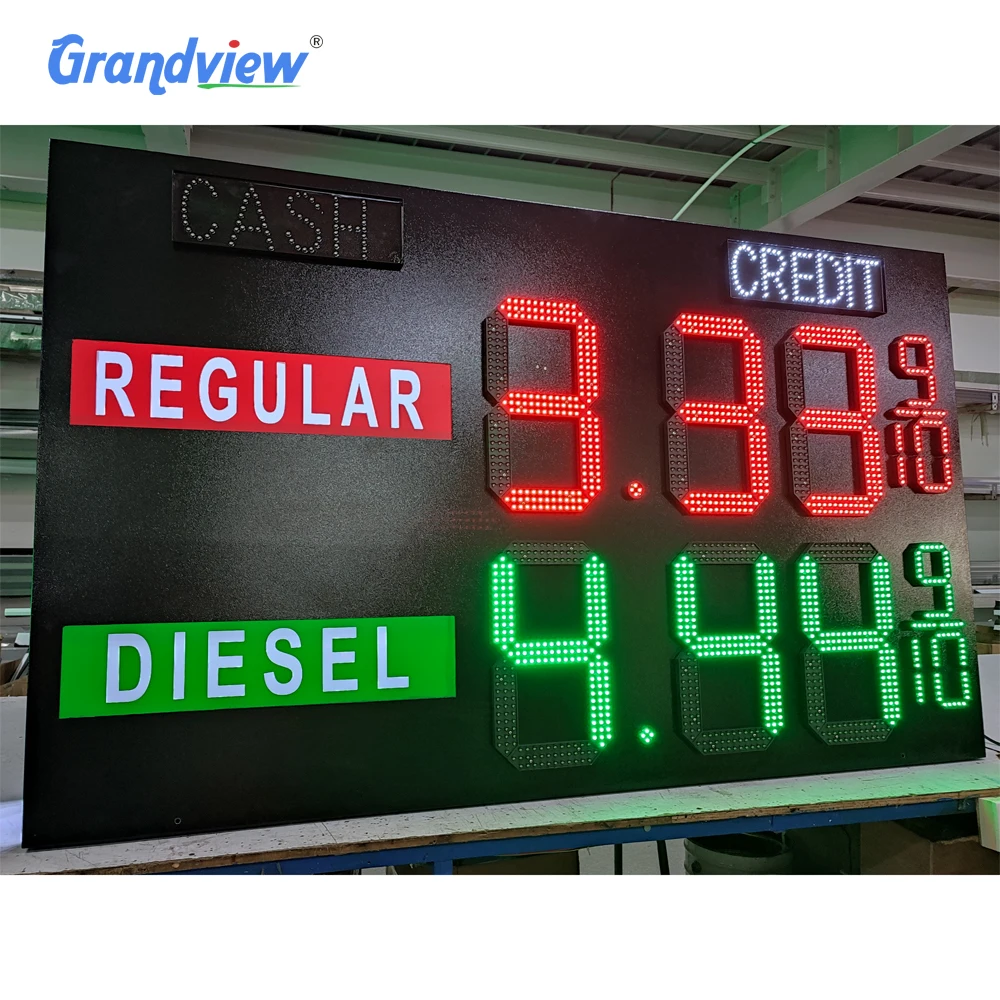 Grandview®
CASH CREDIT
REGULAR 3.33 9/10
DIESEL 4.44 9/10